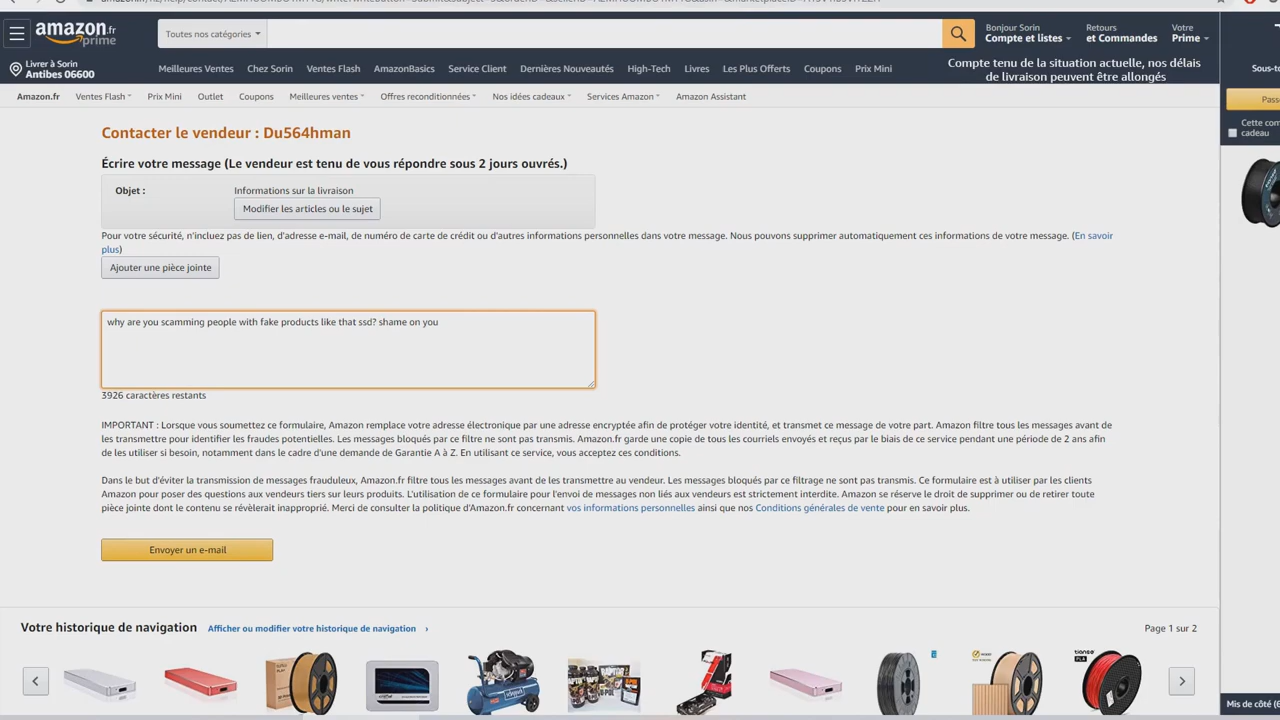 amazon.fr
prime
Toutes nos catégories
Bonjour Sorin
Compte et listes
Retours
et Commandes
Votre
Prime
Livrer à Sorin
Antibes 06600
Meilleures Ventes
Chez Sorin
Ventes Flash
AmazonBasics
Service Client
Dernières Nouveautés
High-Tech
Livres
Les Plus Offerts
Coupons
Prix Mini
Compte tenu de la situation actuelle, nos délais
de livraison peuvent être allongés
Sous-to
Amazon.fr
Ventes Flash
Prix Mini
Outlet
Coupons
Meilleures ventes
Offres reconditionnées
Nos idées cadeaux
Services Amazon
Amazon Assistant
Pass
Cette com
cadeau
Contacter le vendeur : Du564hman
Écrire votre message (Le vendeur est tenu de vous répondre sous 2 jours ouvrés.)
Objet :
Informations sur la livraison
Modifier les articles ou le sujet
Pour votre sécurité, n'incluez pas de lien, d'adresse e-mail, de numéro de carte de crédit ou d'autres informations personnelles dans votre message. Nous pouvons supprimer automatiquement ces informations de votre message. (En savoir
plus)
Ajouter une pièce jointe
why are you scamming people with fake products like that ssd? shame on you
3926 caractères restants
IMPORTANT : Lorsque vous soumettez ce formulaire, Amazon remplace votre adresse électronique par une adresse encryptée afin de protéger votre identité, et transmet ce message de votre part. Amazon filtre tous les messages avant de
les transmettre pour identifier les fraudes potentielles. Les messages bloqués par ce filtre ne sont pas transmis. Amazon.fr garde une copie de tous les courriels envoyés et reçus par le biais de ce service pendant une période de 2 ans afin
de les utiliser si besoin, notamment dans le cadre d'une demande de Garantie A à Z. En utilisant ce service, vous acceptez ces conditions.
Dans le but d'éviter la transmission de messages frauduleux, Amazon.fr filtre tous les messages avant de les transmettre au vendeur. Les messages bloqués par ce filtrage ne sont pas transmis. Ce formulaire est à utiliser par les clients
Amazon pour poser des questions aux vendeurs tiers sur leurs produits. L'utilisation de ce formulaire pour l'envoi de messages non liés aux vendeurs est strictement interdite. Amazon se réserve le droit de supprimer ou de retirer toute
pièce jointe dont le contenu se révèlerait inapproprié. Merci de consulter la politique d'Amazon.fr concernant vos informations personnelles ainsi que nos Conditions générales de vente pour en savoir plus.
Envoyer un e-mail
Votre historique de navigation
Afficher ou modifier votre historique de navigation ›
Page 1 sur 2
crucial
tianse
PLA
Mis de côté (6